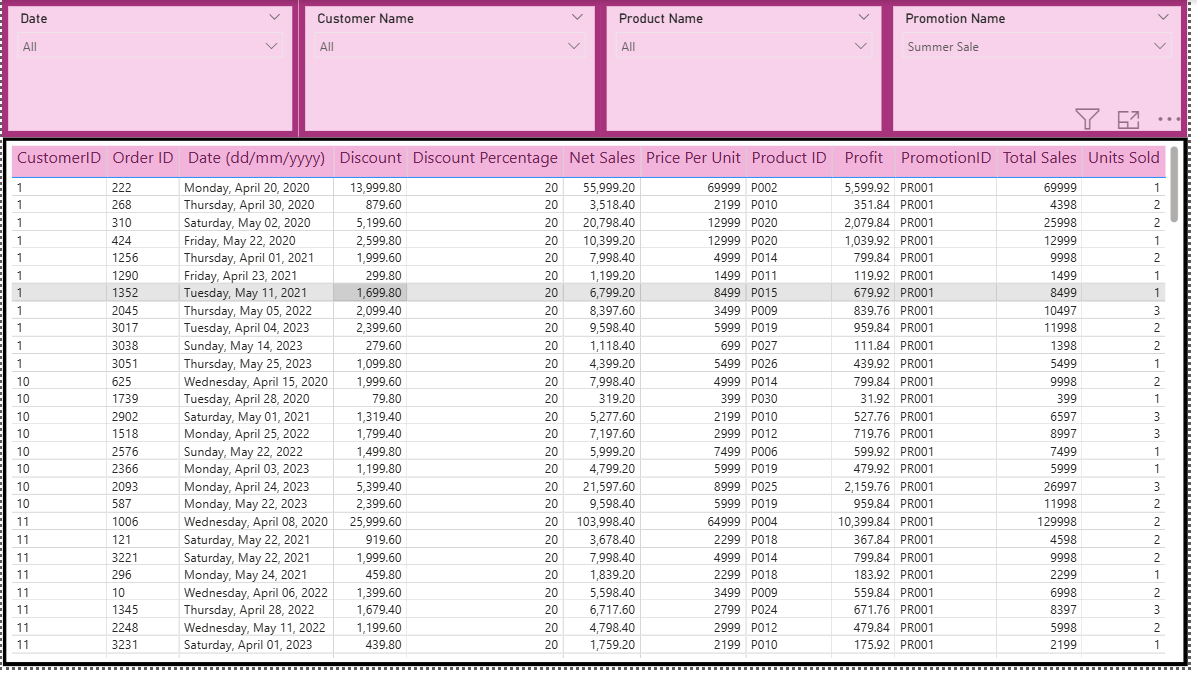 Date Customer Name Product Name Promotion Name
All All All Summer Sale
CustomerID Order ID Date (dd/mm/yyyy) Discount Discount Percentage Net Sales Price Per Unit Product ID Profit PromotionID Total Sales Units Sold
1 222 Monday, April 20, 2020 13,999.80 20 55,999.20 69999 P002 5,599.92 PR001 69999 1
1 268 Thursday, April 30, 2020 879.60 20 3,518.40 2199 P010 351.84 PR001 4398 2
1 310 Saturday, May 02, 2020 5,199.60 20 20,798.40 12999 P020 2,079.84 PR001 25998 2
1 424 Friday, May 22, 2020 2,599.80 20 10,399.20 12999 P020 1,039.92 PR001 12999 1
1 1256 Thursday, April 01, 2021 1,999.60 20 7,998.40 4999 P014 799.84 PR001 9998 2
1 1290 Friday, April 23, 2021 299.80 20 1,199.20 1499 P011 119.92 PR001 1499 1
1 1352 Tuesday, May 11, 2021 1,699.80 20 6,799.20 8499 P015 679.92 PR001 8499 1
1 2045 Thursday, May 05, 2022 2,099.40 20 8,397.60 3499 P009 839.76 PR001 10497 3
1 3017 Tuesday, April 04, 2023 2,399.60 20 9,598.40 5999 P019 959.84 PR001 11998 2
1 3038 Sunday, May 14, 2023 279.60 20 1,118.40 699 P027 111.84 PR001 1398 2
1 3051 Thursday, May 25, 2023 1,099.80 20 4,399.20 5499 P026 439.92 PR001 5499 1
10 625 Wednesday, April 15, 2020 1,999.60 20 7,998.40 4999 P014 799.84 PR001 9998 2
10 1739 Tuesday, April 28, 2020 79.80 20 319.20 399 P030 31.92 PR001 399 1
10 2902 Saturday, May 01, 2021 1,319.40 20 5,277.60 2199 P010 527.76 PR001 6597 3
10 1518 Monday, April 25, 2022 1,799.40 20 7,197.60 2999 P012 719.76 PR001 8997 3
10 2576 Sunday, May 22, 2022 1,499.80 20 5,999.20 7499 P006 599.92 PR001 7499 1
10 2366 Monday, April 03, 2023 1,199.80 20 4,799.20 5999 P019 479.92 PR001 5999 1
10 2093 Monday, April 24, 2023 5,399.40 20 21,597.60 8999 P025 2,159.76 PR001 26997 3
10 587 Monday, May 22, 2023 2,399.60 20 9,598.40 5999 P019 959.84 PR001 11998 2
11 1006 Wednesday, April 08, 2020 25,999.60 20 103,998.40 64999 P004 10,399.84 PR001 129998 2
11 121 Saturday, May 22, 2021 919.60 20 3,678.40 2299 P018 367.84 PR001 4598 2
11 3221 Saturday, May 22, 2021 1,999.60 20 7,998.40 4999 P014 799.84 PR001 9998 2
11 296 Monday, May 24, 2021 459.80 20 1,839.20 2299 P018 183.92 PR001 2299 1
11 10 Wednesday, April 06, 2022 1,399.60 20 5,598.40 3499 P009 559.84 PR001 6998 2
11 1345 Thursday, April 28, 2022 1,679.40 20 6,717.60 2799 P024 671.76 PR001 8397 3
11 2248 Wednesday, May 11, 2022 1,199.60 20 4,798.40 2999 P012 479.84 PR001 5998 2
11 3231 Saturday, April 01, 2023 439.80 20 1,759.20 2199 P010 175.92 PR001 2199 1